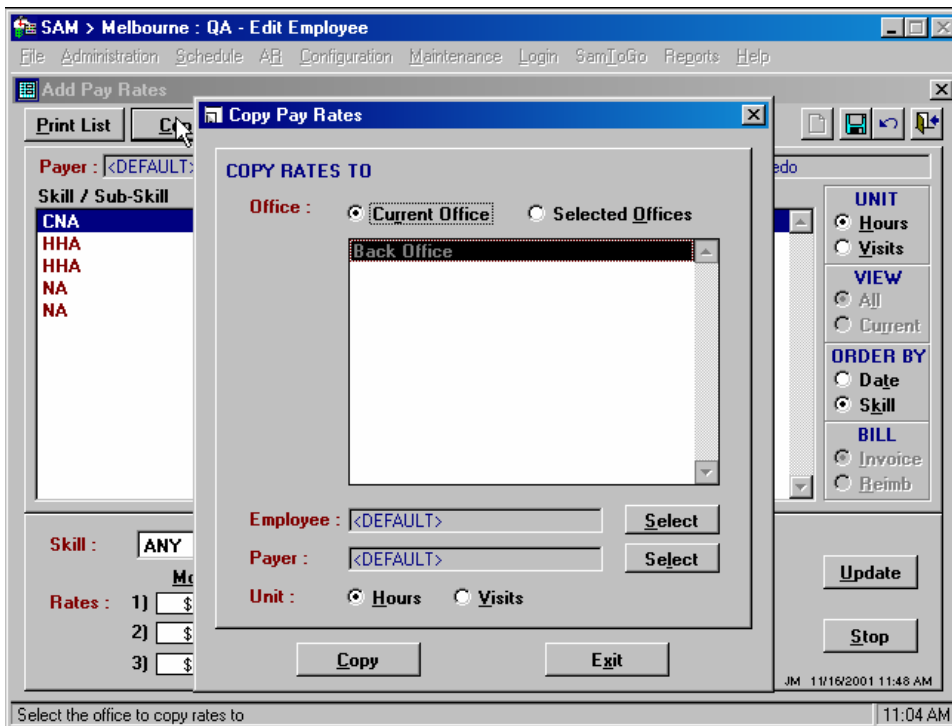 SAM > Melbourne : QA - Edit Employee
File Administration Schedule AR Configuration Maintenance Login SamToGo Reports Help
Add Pay Rates
Print List
Payer : <DEFAULT>
Skill / Sub-Skill
CNA
HHA
HHA
NA
NA
Copy Pay Rates
COPY RATES TO
Office : Current Office Selected Offices
Back Office
Employee : <DEFAULT> Select
Payer : <DEFAULT> Select
Unit : Hours Visits
Copy Exit
UNIT
Hours
Visits
VIEW
All
Current
ORDER BY
Date
Skill
BILL
Invoice
Reimb
Skill : ANY
Rates : 1) $
2) $
3) $
Update
Stop
JM 11/16/2001 11:48 AM
Select the office to copy rates to 11:04 AM